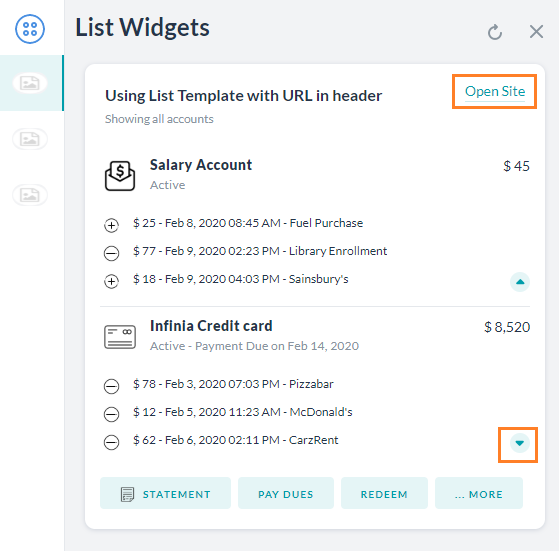 List Widgets
Using List Template with URL in header
Open Site
Showing all accounts
Salary Account
$ 45
Active
$ 25 - Feb 8, 2020 08:45 AM - Fuel Purchase
$ 77 - Feb 9, 2020 02:23 PM - Library Enrollment
$ 18 - Feb 9, 2020 04:03 PM - Sainsbury's
Infinia Credit card
$ 8,520
Active - Payment Due on Feb 14, 2020
$ 78 - Feb 3, 2020 07:03 PM - Pizzabar
$ 12 - Feb 5, 2020 11:23 AM - McDonald's
$ 62 - Feb 6, 2020 02:11 PM - CarzRent
STATEMENT
PAY DUES
REDEEM
... MORE